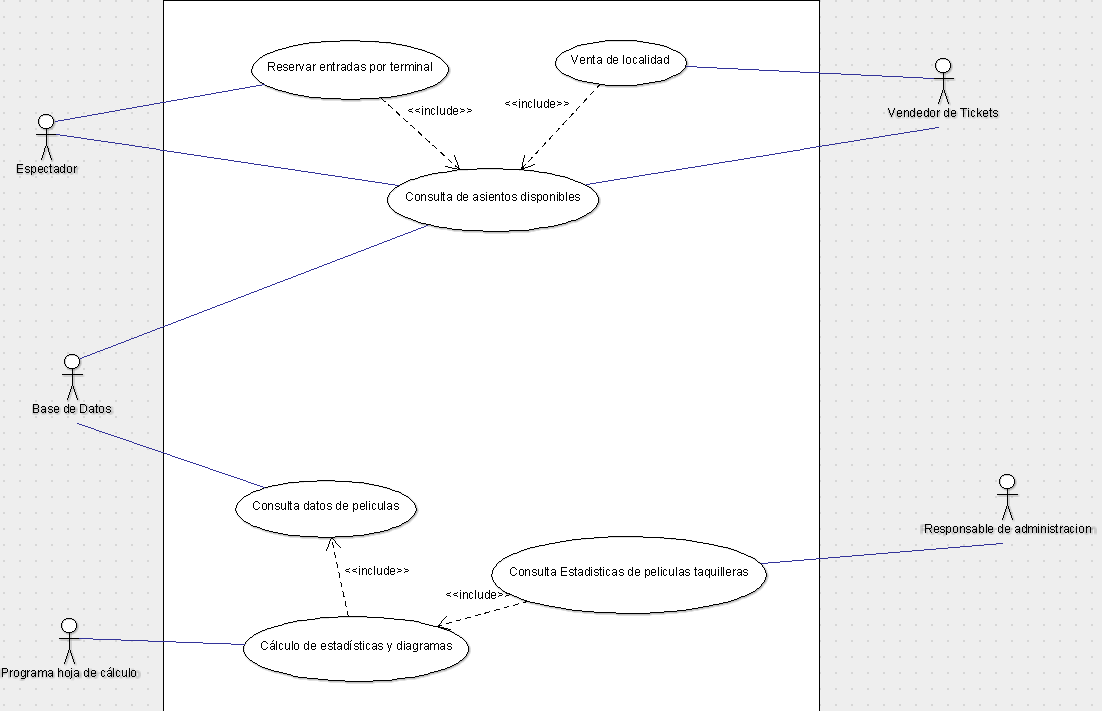 Reservar entradas por terminal
Venta de localidad
<<include>>
<<include>>
Vendedor de Tickets
Espectador
Consulta de asientos disponibles
Base de Datos
Consulta datos de peliculas
Responsable de administracion
<<include>>
Consulta Estadisticas de peliculas taquilleras
<<include>>
Cálculo de estadísticas y diagramas
Programa hoja de cálculo